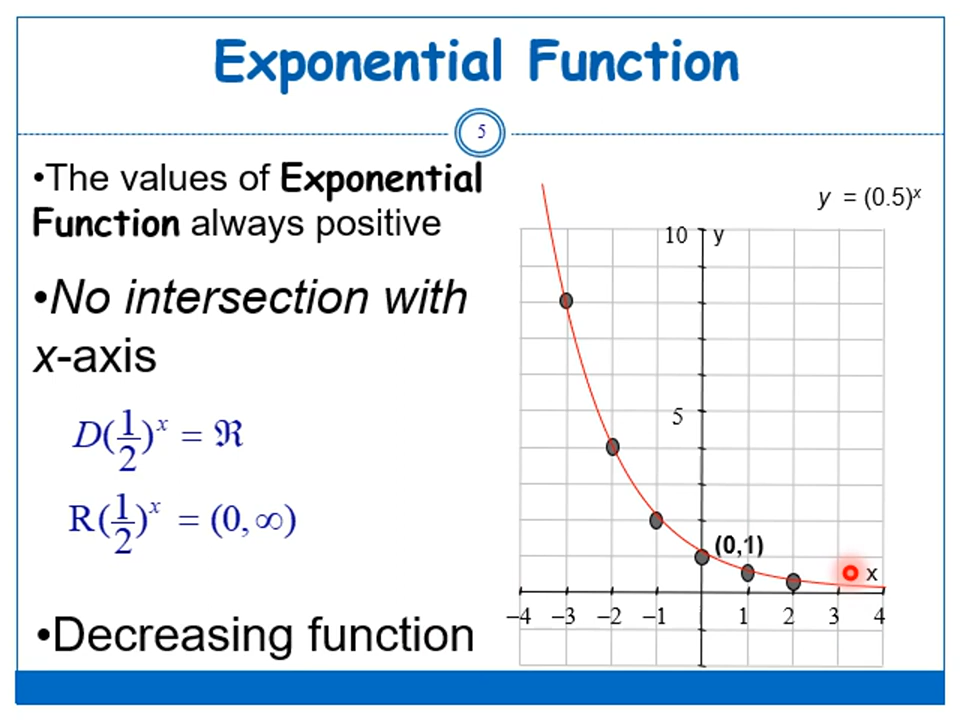 Exponential Function
5
•The values of Exponential
Function always positive
•No intersection with
x-axis
D(1/2)^x = ℜ
R(1/2)^x = (0, ∞)
•Decreasing function
y = (0.5)^x
10 y
5
(0,1)
x
–4 –3 –2 –1 1 2 3 4